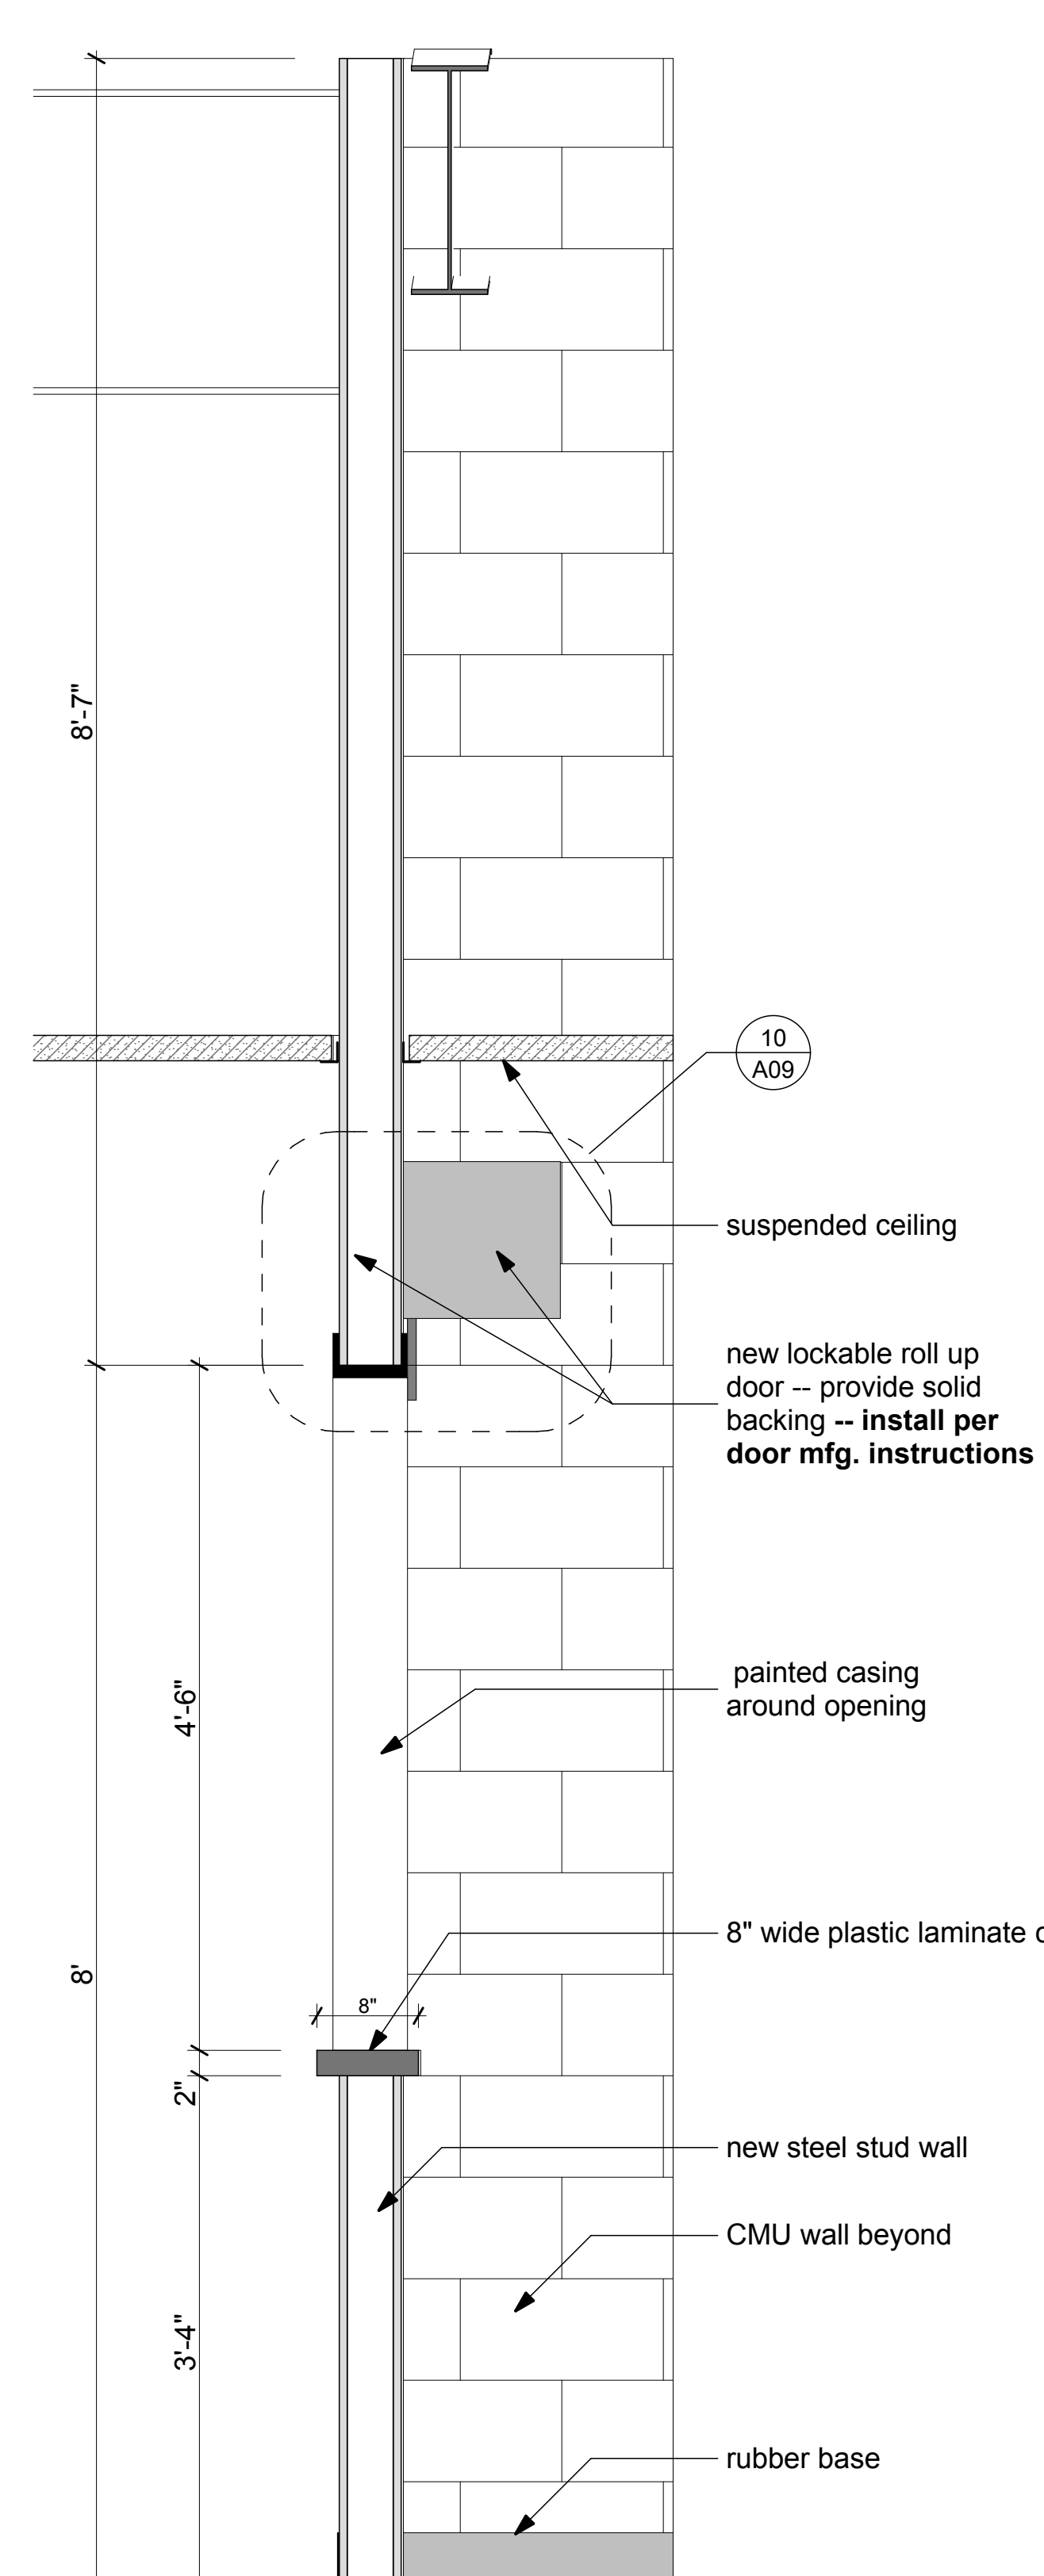 8'-7"
10
A09
suspended ceiling
new lockable roll up
door -- provide solid
backing -- install per
door mfg. instructions
painted casing
around opening
4'-6"
8" wide plastic laminate
8'
8"
2"
new steel stud wall
CMU wall beyond
3'-4"
rubber base